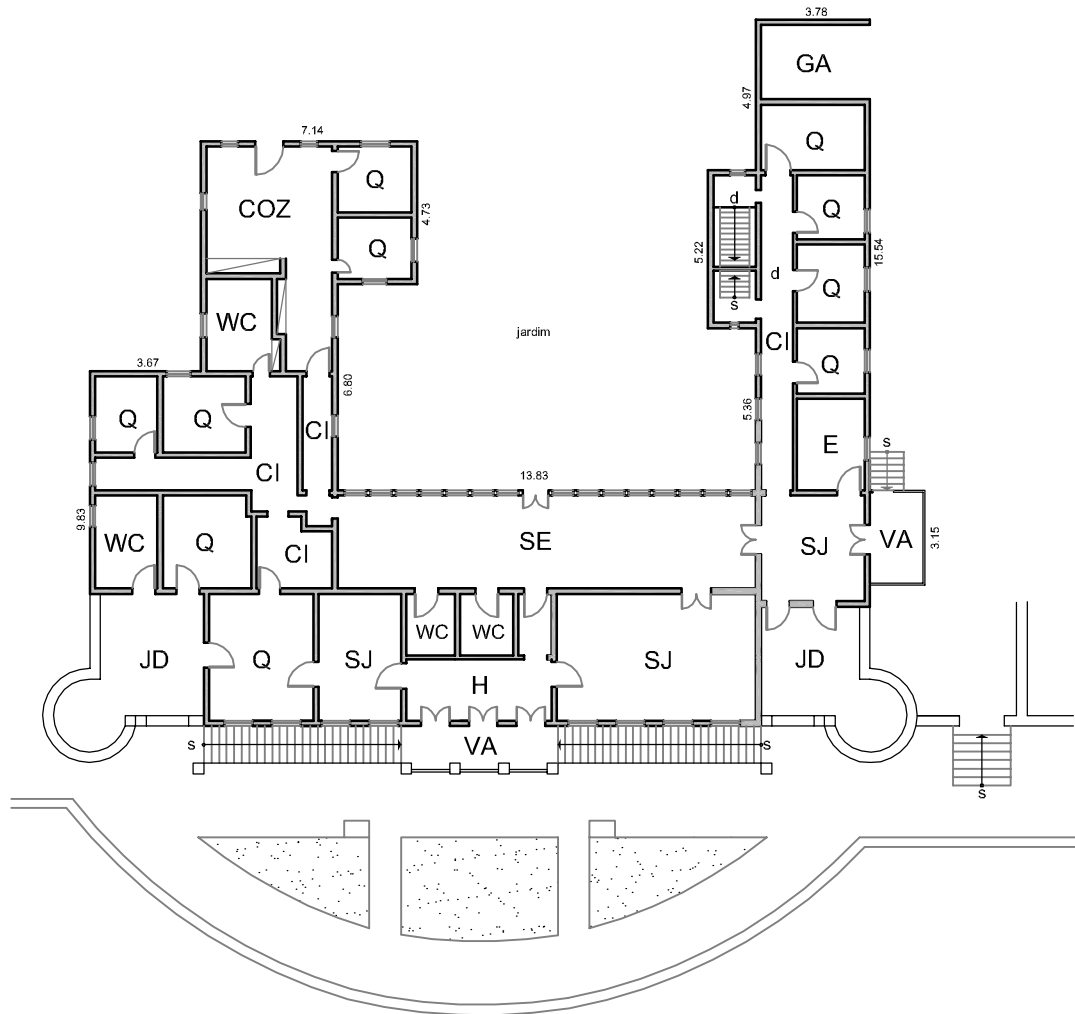 3.78
GA
4.97
7.14
Q
Q
COZ
Q
d
4.73
Q
5.22
15.54
d
Q
s
WC
jardim
CI
3.67
6.80
Q
5.36
Q
Q
CI
E
s
CI
13.83
9.83
WC
Q
CI
SE
SJ
VA
3.15
WC
WC
JD
Q
SJ
H
SJ
JD
s
VA
s
s